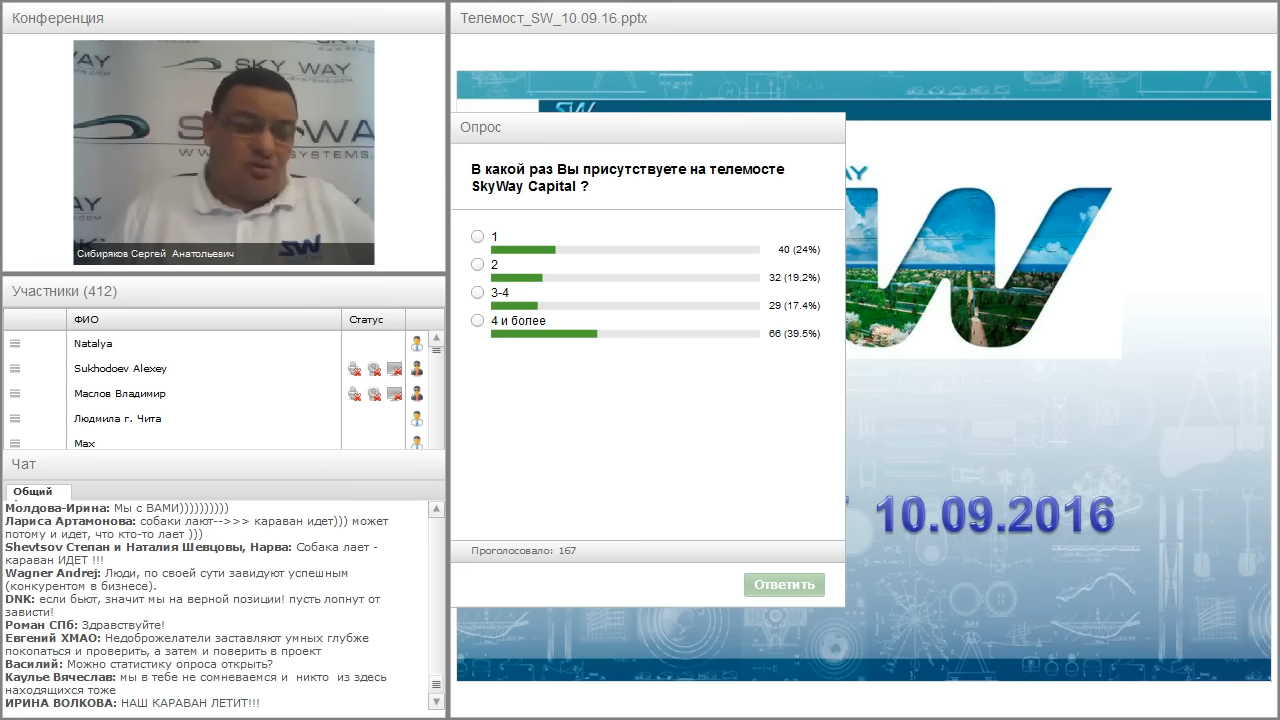 Конференция
SKY WAY
Сибиряков Сергей Анатольевич
Участники (412)
ФИО Статус
Natalya
Sukhodoev Alexey
Маслов Владимир
Людмила г. Чита
Max
Чат
Общий
Молдова-Ирина: Мы с ВАМИ))))))))))
Лариса Артамонова: собаки лают-->>> караван идет))) может
потому и идет, что кто-то лает )))
Shevtsov Степан и Наталия Шевцовы, Нарва: Собака лает -
караван ИДЕТ !!!
Wagner Andrej: Люди, по своей сути завидуют успешным
(конкурентом в бизнесе).
DNK: если бьют, значит мы на верной позиции! пусть лопнут от
зависти!
Роман СПб: Здравствуйте!
Евгений ХМАО: Недоброжелатели заставляют умных глубже
покопаться и проверить, а затем и поверить в проект
Василий: Можно статистику опроса открыть?
Каулье Вячеслав: мы в тебе не сомневаемся и никто из здесь
находящихся тоже
ИРИНА ВОЛКОВА: НАШ КАРАВАН ЛЕТИТ!!!
Телемост_SW_10.09.16.pptx
SW
Опрос
В какой раз Вы присутствуете на телемосте
SkyWay Capital ?
1
40 (24%)
2
32 (19.2%)
3-4
29 (17.4%)
4 и более
66 (39.5%)
Проголосовало: 167
Ответить
10.09.2016